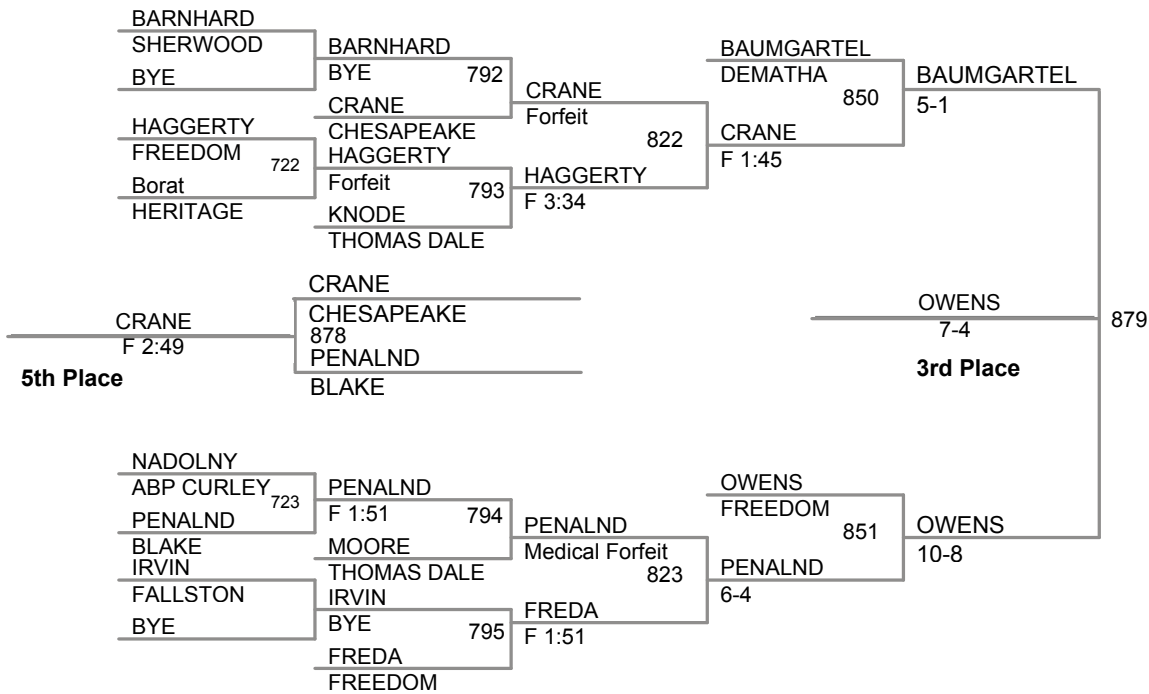 BARNHARD
SHERWOOD
BYE
HAGGERTY
FREEDOM
722
Borat
HERITAGE
BARNHARD
BYE
792
CRANE
CHESAPEAKE
HAGGERTY
Forfeit
793
KNODE
THOMAS DALE
CRANE
Forfeit
822
HAGGERTY
F 3:34
BAUMGARTEL
DEMATHA
850
CRANE
F 1:45
BAUMGARTEL
5-1
CRANE
F 2:49
5th Place
CRANE
CHESAPEAKE
878
PENALND
BLAKE
OWENS
7-4
3rd Place
879
NADOLNY
ABP CURLEY
723
PENALND
BLAKE
IRVIN
FALLSTON
BYE
PENALND
F 1:51
794
MOORE
THOMAS DALE
IRVIN
BYE
795
FREDA
FREEDOM
PENALND
Medical Forfeit
823
FREDA
F 1:51
OWENS
FREEDOM
851
PENALND
6-4
OWENS
10-8